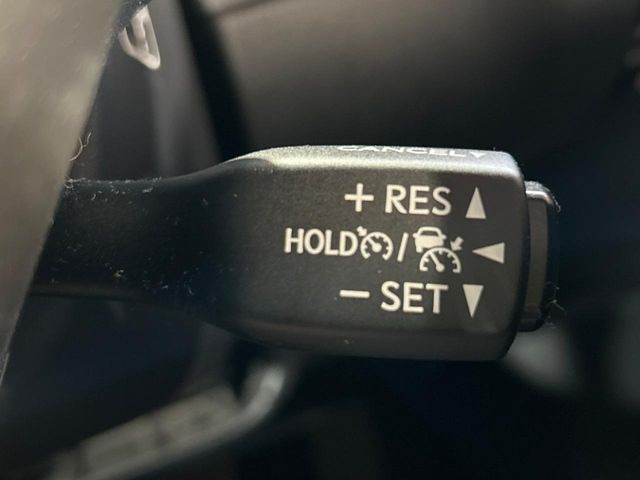 CANCEL
+ RES
HOLD /
- SET